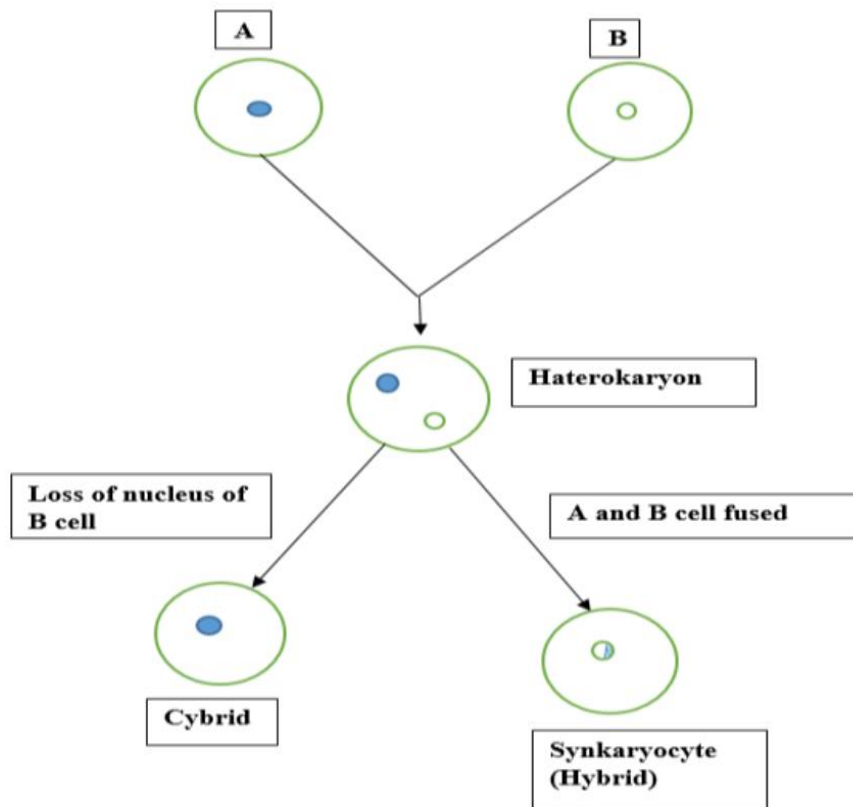 A
B
Haterokaryon
Loss of nucleus of
B cell
A and B cell fused
Cybrid
Synkaryocyte
(Hybrid)